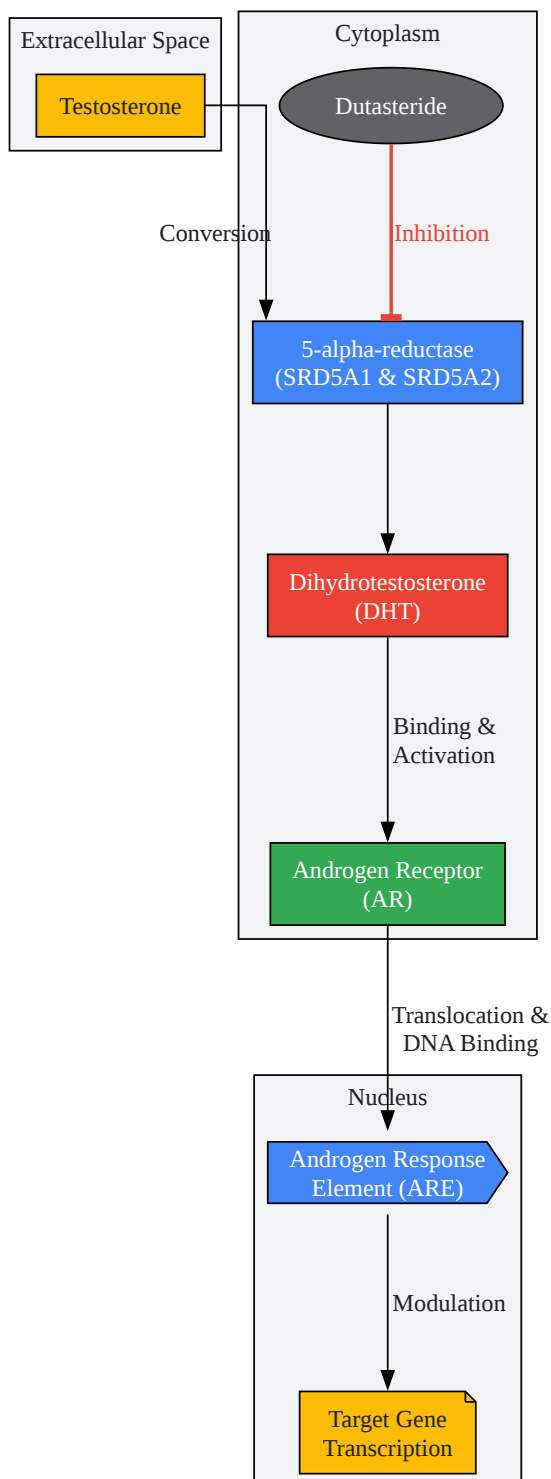 Extracellular Space
Cytoplasm
Testosterone
Dutasteride
Conversion
Inhibition
5-alpha-reductase
(SRD5A1 & SRD5A2)
Dihydrotestosterone
(DHT)
Binding &
Activation
Androgen Receptor
(AR)
Translocation &
DNA Binding
Nucleus
Androgen Response
Element (ARE)
Modulation
Target Gene
Transcription